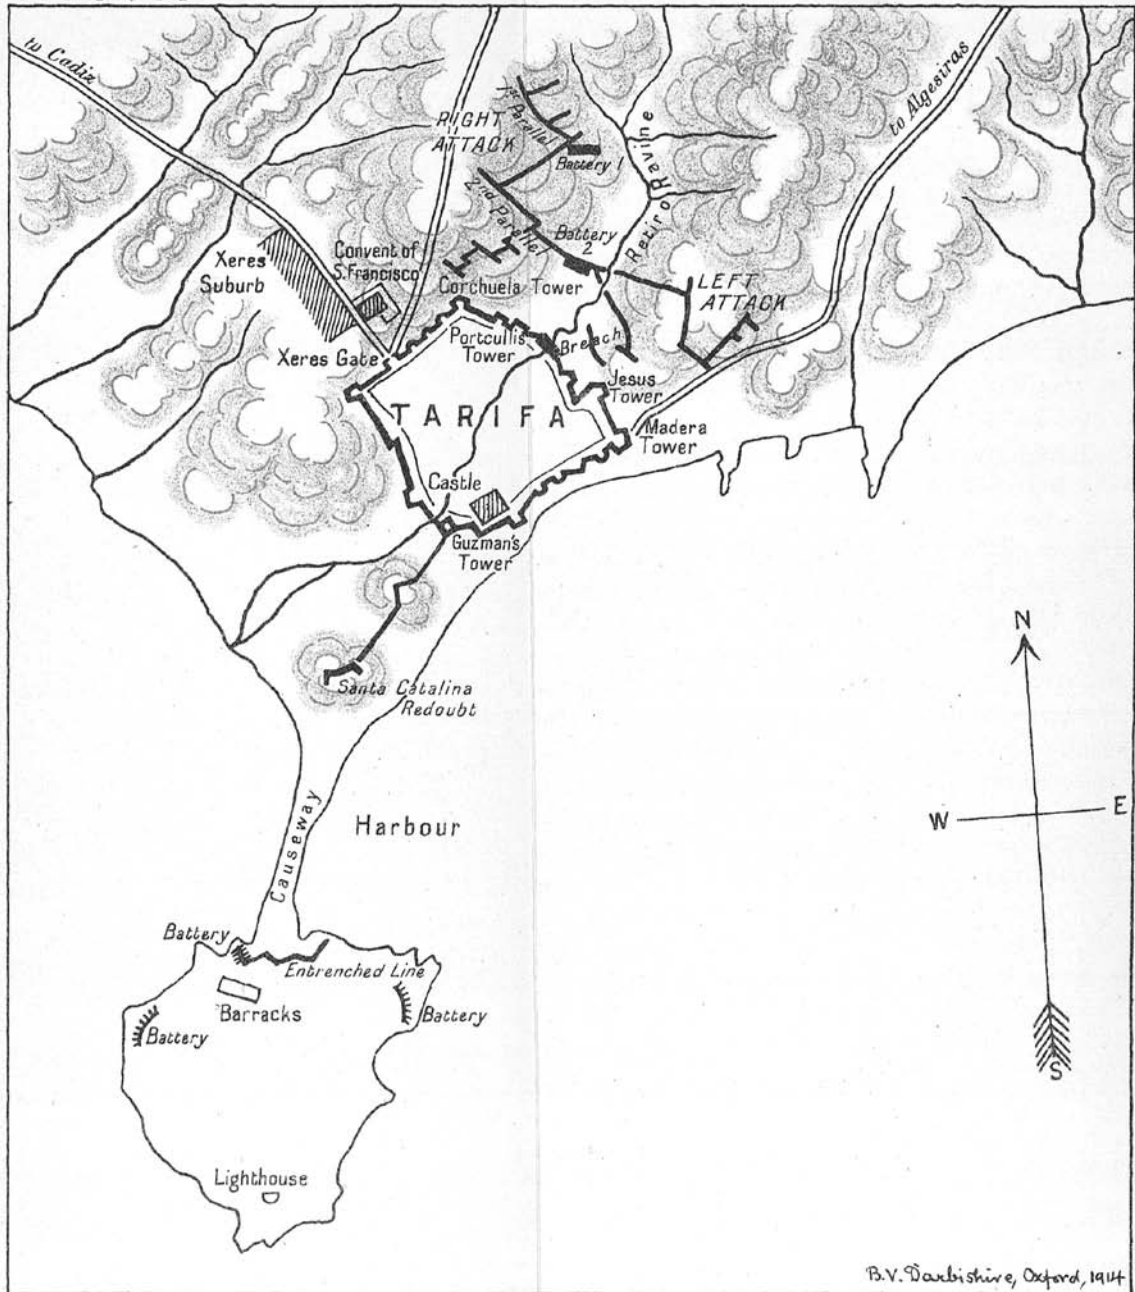 to Cadiz
to Algesiras
RIGHT
ATTACK
1st Parallel
Battery 1
2nd Parallel
Battery
2
Retiro Ravine
LEFT
ATTACK
Xeres
Suburb
Convent of
S. Francisco
Corchuela Tower
Xeres Gate
Portcullis
Tower
Breach
Jesus
Tower
TARIFA
Madera
Tower
Castle
Guzman's
Tower
Santa Catalina
Redoubt
N
W
E
S
Causeway
Harbour
Battery
Entrenched Line
Barracks
Battery
Battery
Lighthouse
B.V. Darbishire, Oxford, 1914